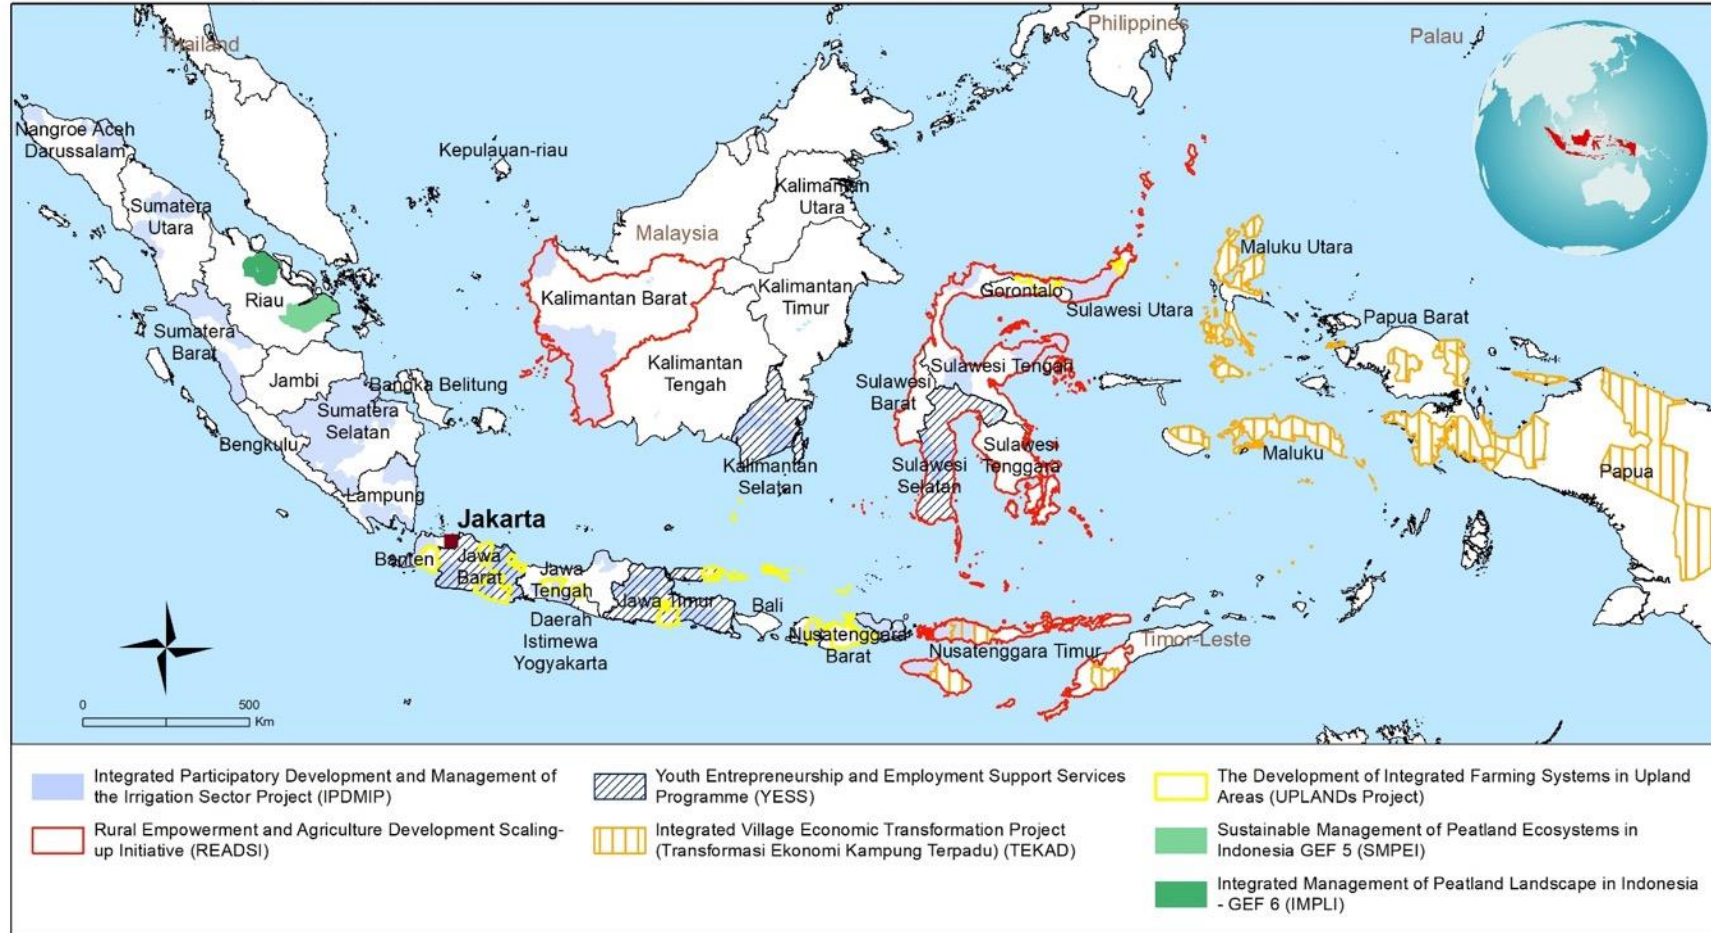 Thailand
Philippines
Palau
Nangroe Aceh
Darussalam
Kepulauan-riau
Sumatera
Utara
Kalimantan
Utara
Malaysia
Maluku Utara
Riau
Kalimantan Barat
Kalimantan
Timur
Gorontalo
Sulawesi Utara
Papua Barat
Sumatera
Barat
Jambi
Bangka Belitung
Kalimantan
Tengah
Sulawesi Tengah
Sulawesi
Barat
Sumatera
Selatan
Bengkulu
Kalimantan
Selatan
Sulawesi
Selatan
Sulawesi
Tenggara
Maluku
Papua
Lampung
Jakarta
Banten
Jawa
Barat
Jawa
Tengah
Jawa Timur
Bali
Daerah
Istimewa
Yogyakarta
Nusatenggara
Barat
Nusatenggara Timur
Timor-Leste
0 500
Km
Integrated Participatory Development and Management of
the Irrigation Sector Project (IPDMIP)
Rural Empowerment and Agriculture Development Scaling-
up Initiative (READSI)
Youth Entrepreneurship and Employment Support Services
Programme (YESS)
Integrated Village Economic Transformation Project
(Transformasi Ekonomi Kampung Terpadu) (TEKAD)
The Development of Integrated Farming Systems in Upland
Areas (UPLANDs Project)
Sustainable Management of Peatland Ecosystems in
Indonesia GEF 5 (SMPEI)
Integrated Management of Peatland Landscape in Indonesia
- GEF 6 (IMPLI)